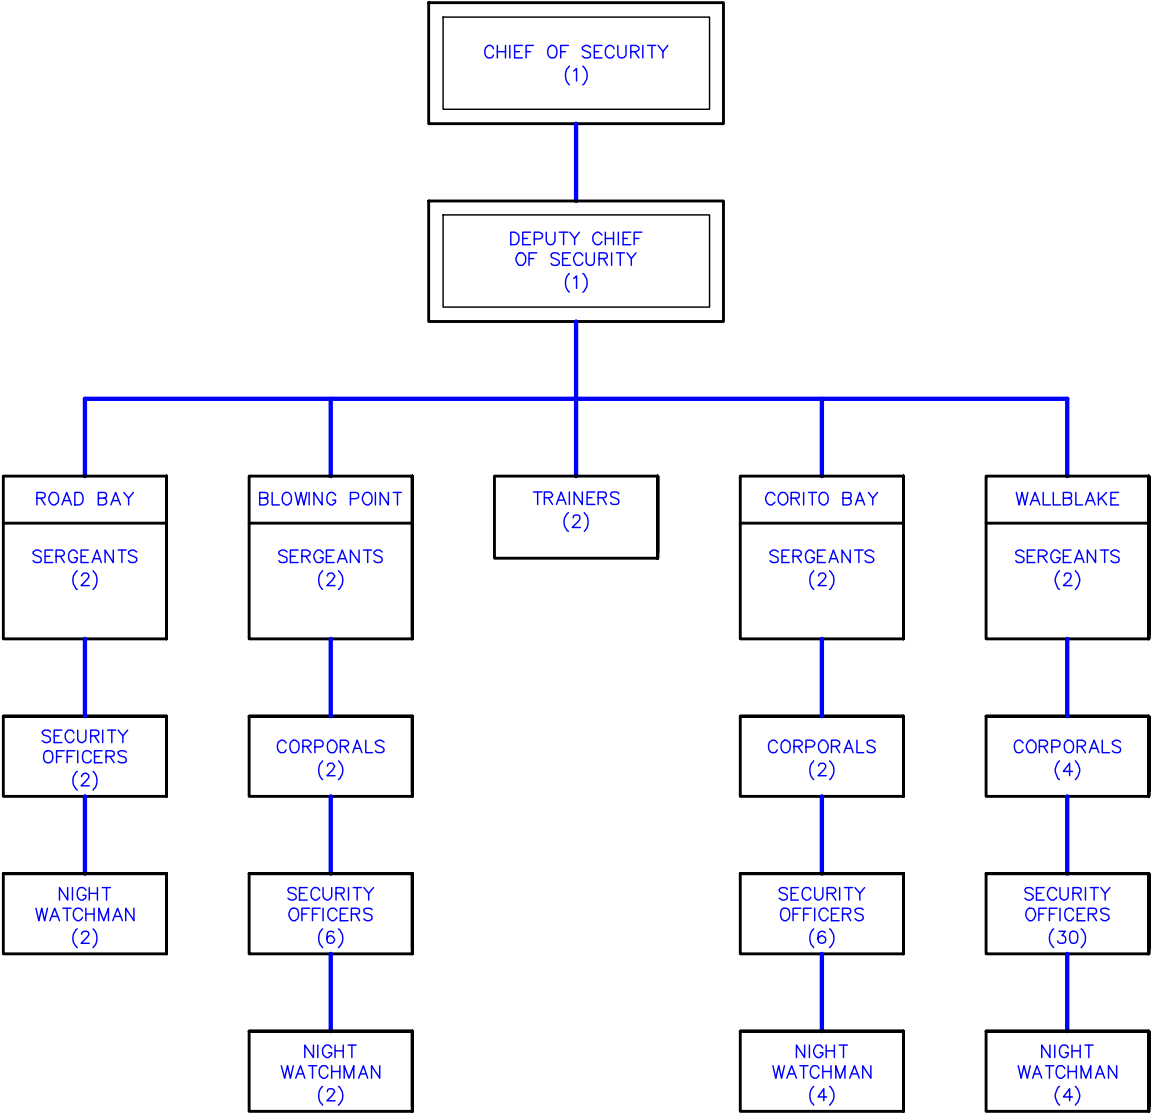 CHIEF OF SECURITY
(1)
DEPUTY CHIEF
OF SECURITY
(1)
ROAD BAY
SERGEANTS
(2)
SECURITY
OFFICERS
(2)
NIGHT
WATCHMAN
(2)
BLOWING POINT
SERGEANTS
(2)
CORPORALS
(2)
SECURITY
OFFICERS
(6)
NIGHT
WATCHMAN
(2)
TRAINERS
(2)
CORITO BAY
SERGEANTS
(2)
CORPORALS
(2)
SECURITY
OFFICERS
(6)
NIGHT
WATCHMAN
(4)
WALLBLAKE
SERGEANTS
(2)
CORPORALS
(4)
SECURITY
OFFICERS
(30)
NIGHT
WATCHMAN
(4)